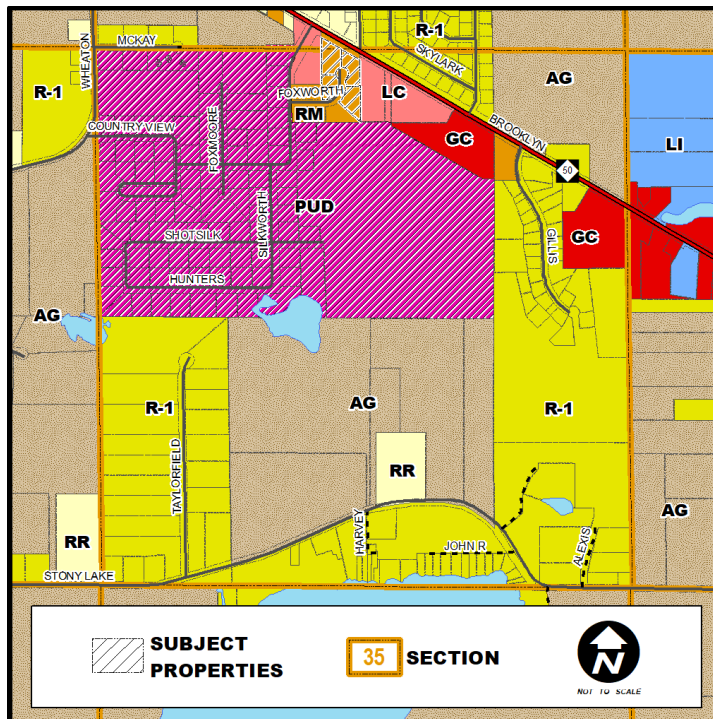 MCKAY
WHEATON
R-1
SKYLARK
AG
R-1
FOXWORTH
LC
RM
FOXMOORE
COUNTRY VIEW
BROOKLYN
GC
LI
50
PUD
SILKWORTH
SHOTSILK
GILLIS
GC
HUNTERS
AG
R-1
AG
R-1
TAYLORFIELD
RR
AG
HARVEY
JOHN R
ALEXIS
RR
STONY LAKE
SUBJECT
PROPERTIES
35 SECTION
N
NOT TO SCALE